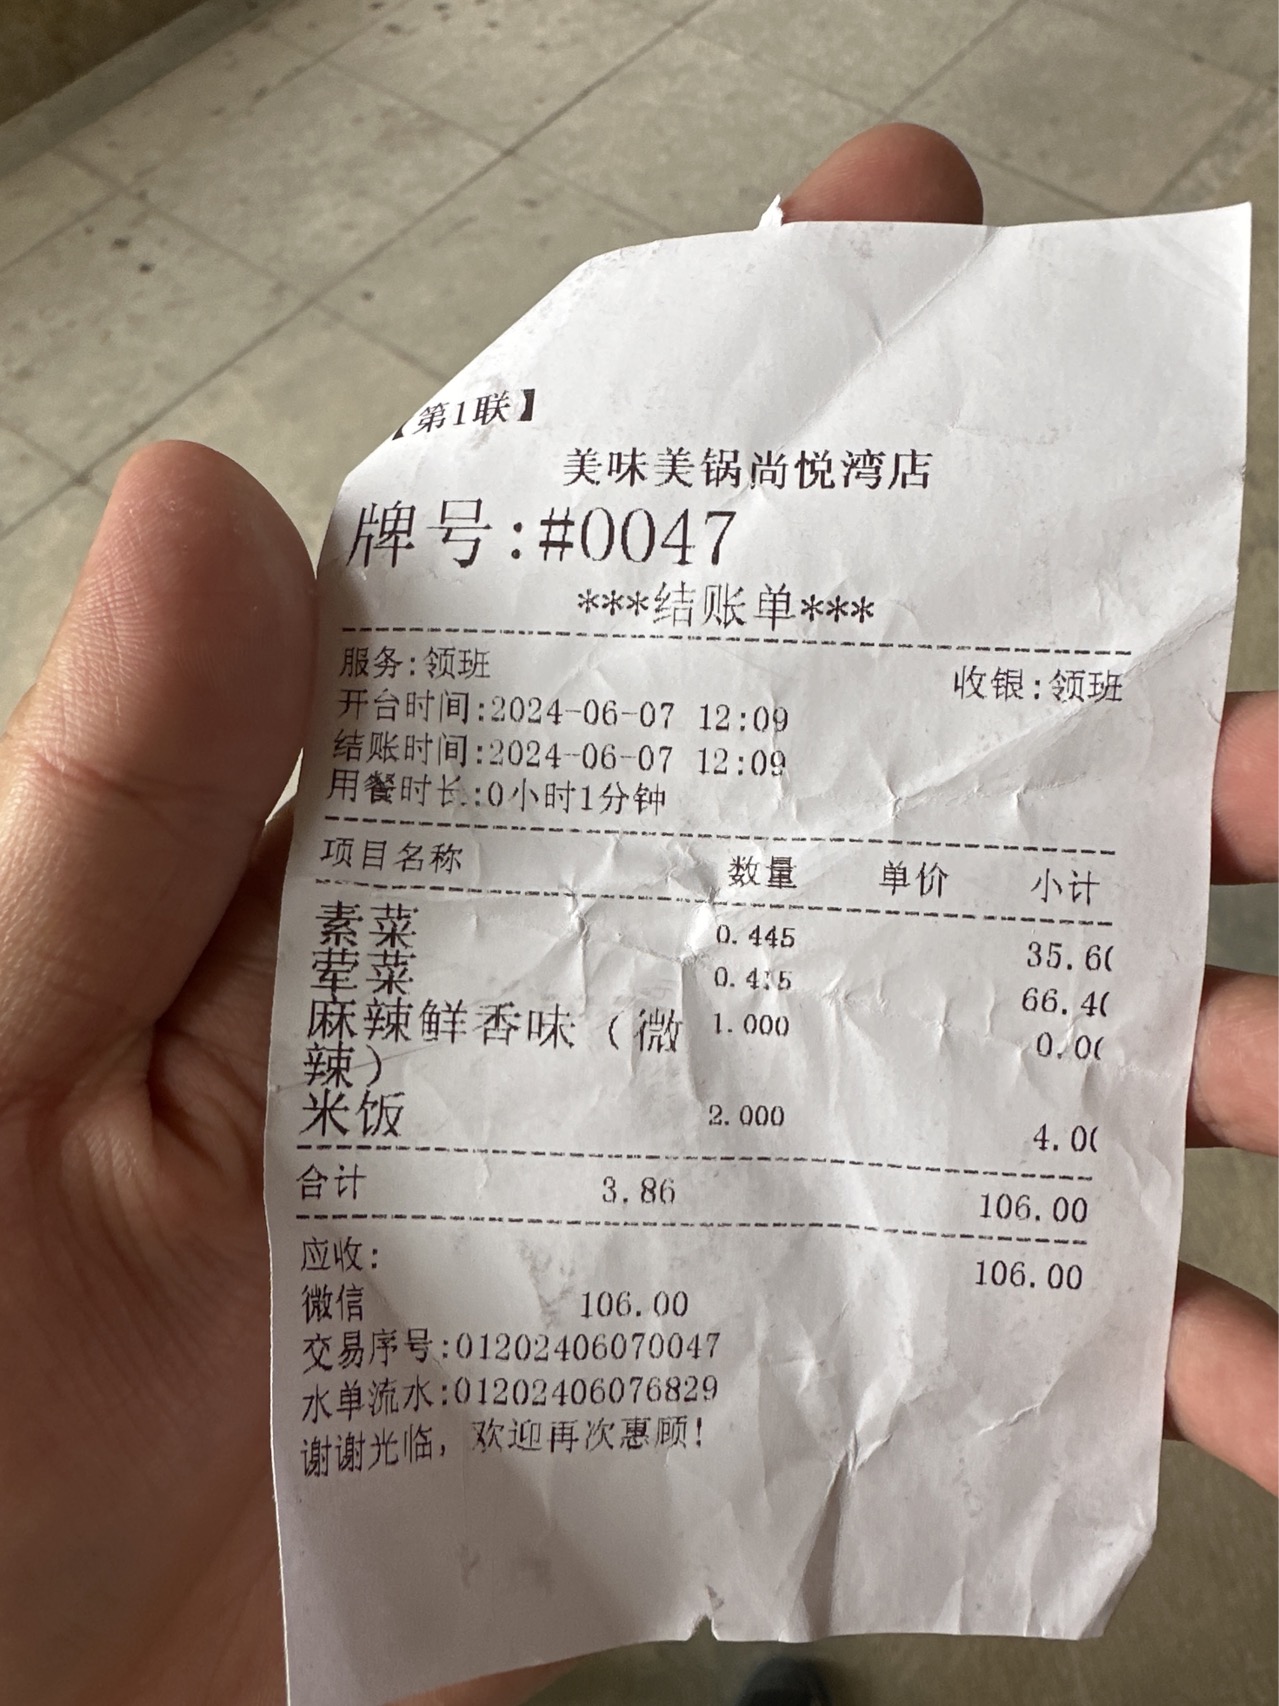 【第1联】
美味美锅尚悦湾店
牌号:#0047
***结账单***
服务:领班 收银:领班
开台时间:2024-06-07 12:09
结账时间:2024-06-07 12:09
用餐时长:0小时1分钟
项目名称 数量 单价 小计
素菜 0.445 35.6
荤菜 0.415 66.4
麻辣鲜香味（微 1.000 0.0
辣）
米饭 2.000 4.0
合计 3.86 106.00
应收: 106.00
微信 106.00
交易序号:01202406070047
水单流水:01202406076829
谢谢光临，欢迎再次惠顾!